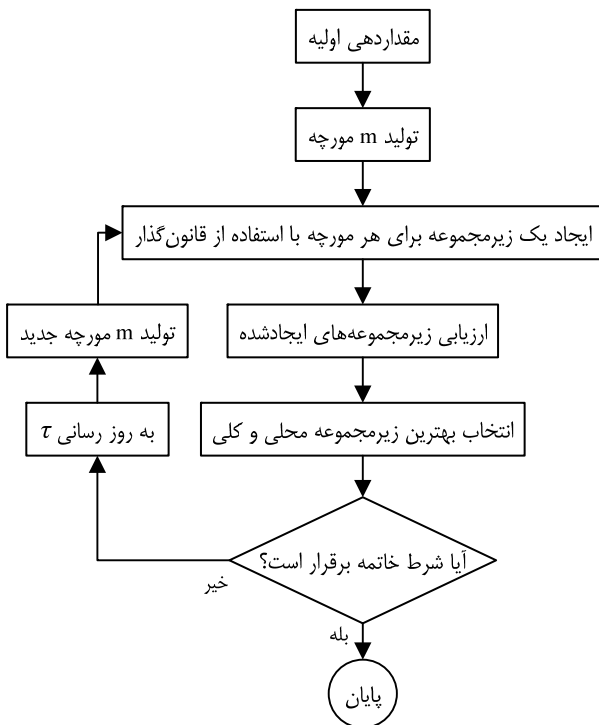 مقداردهی اولیه
تولید m مورچه
ایجاد یک زیرمجموعه برای هر مورچه با استفاده از قانون‌گذار
ارزیابی زیرمجموعه‌های ایجادشده
تولید m مورچه جدید
انتخاب بهترین زیرمجموعه محلی و کلی
به روز رسانی τ
آیا شرط خاتمه برقرار است؟
خیر
بله
پایان